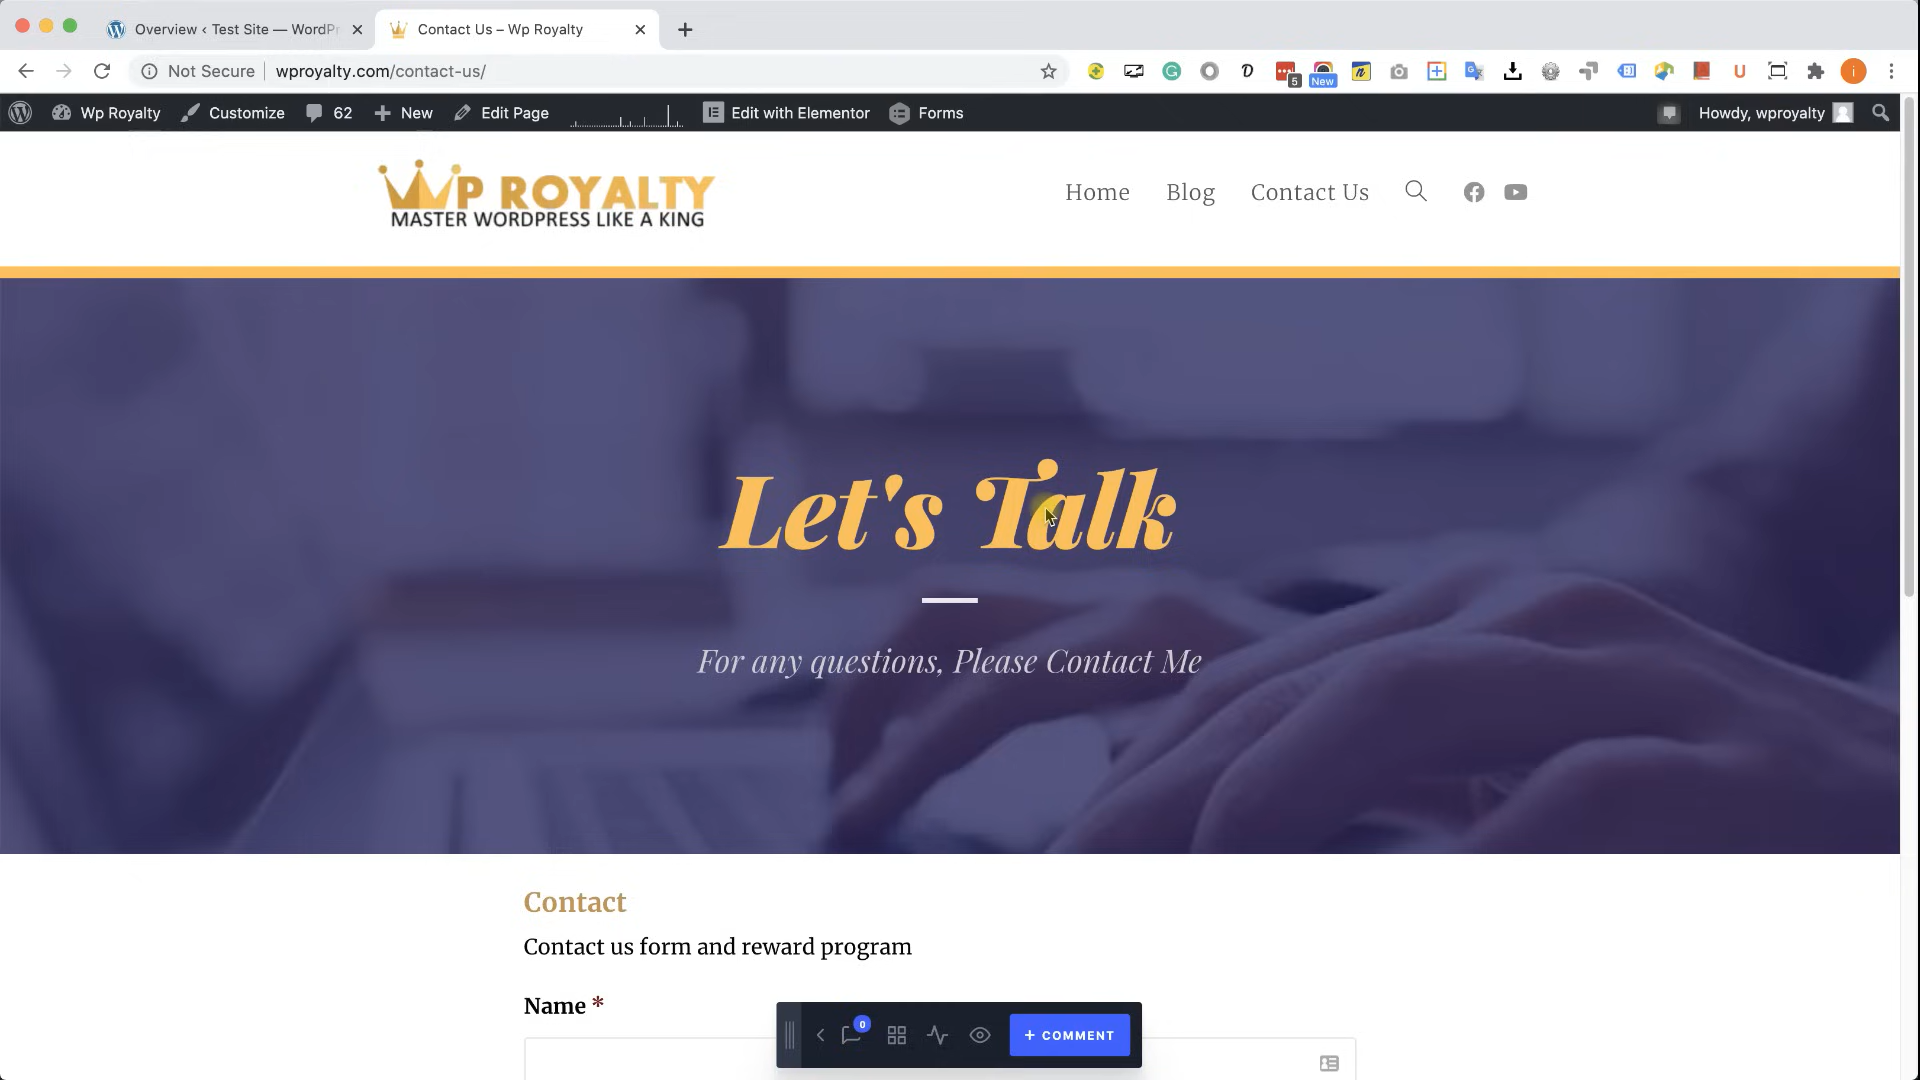 Overview ‹ Test Site — WordPr
Contact Us – Wp Royalty
Not Secure
wproyalty.com/contact-us/
5
New
Wp Royalty
Customize
62
New
Edit Page
Edit with Elementor
Forms
Howdy, wproyalty
WP ROYALTY
MASTER WORDPRESS LIKE A KING
Home
Blog
Contact Us
Let's Talk
For any questions, Please Contact Me
Contact
Contact us form and reward program
Name *
0
+ COMMENT